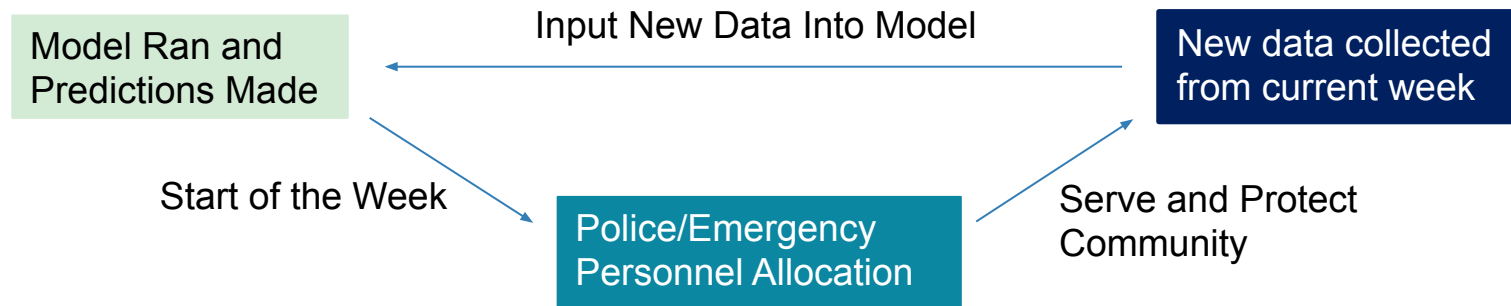 Input New Data Into Model
Model Ran and
Predictions Made
New data collected
from current week
Start of the Week
Police/Emergency
Personnel Allocation
Serve and Protect
Community